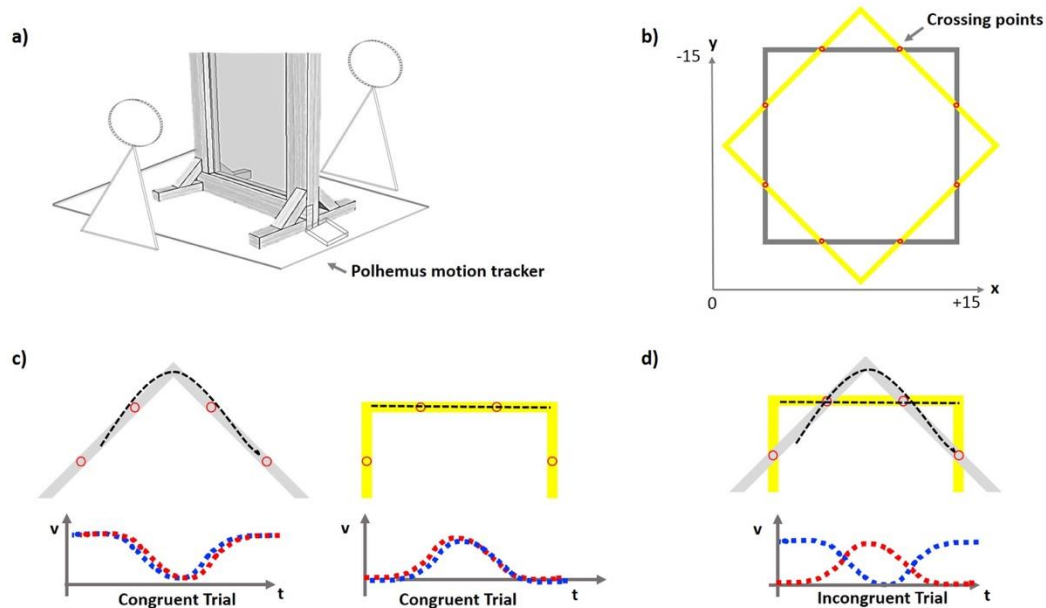 a)
Polhemus motion tracker
b)
Crossing points
y
-15
x
0
+15
c)
v
t
Congruent Trial
v
t
Congruent Trial
d)
v
t
Incongruent Trial